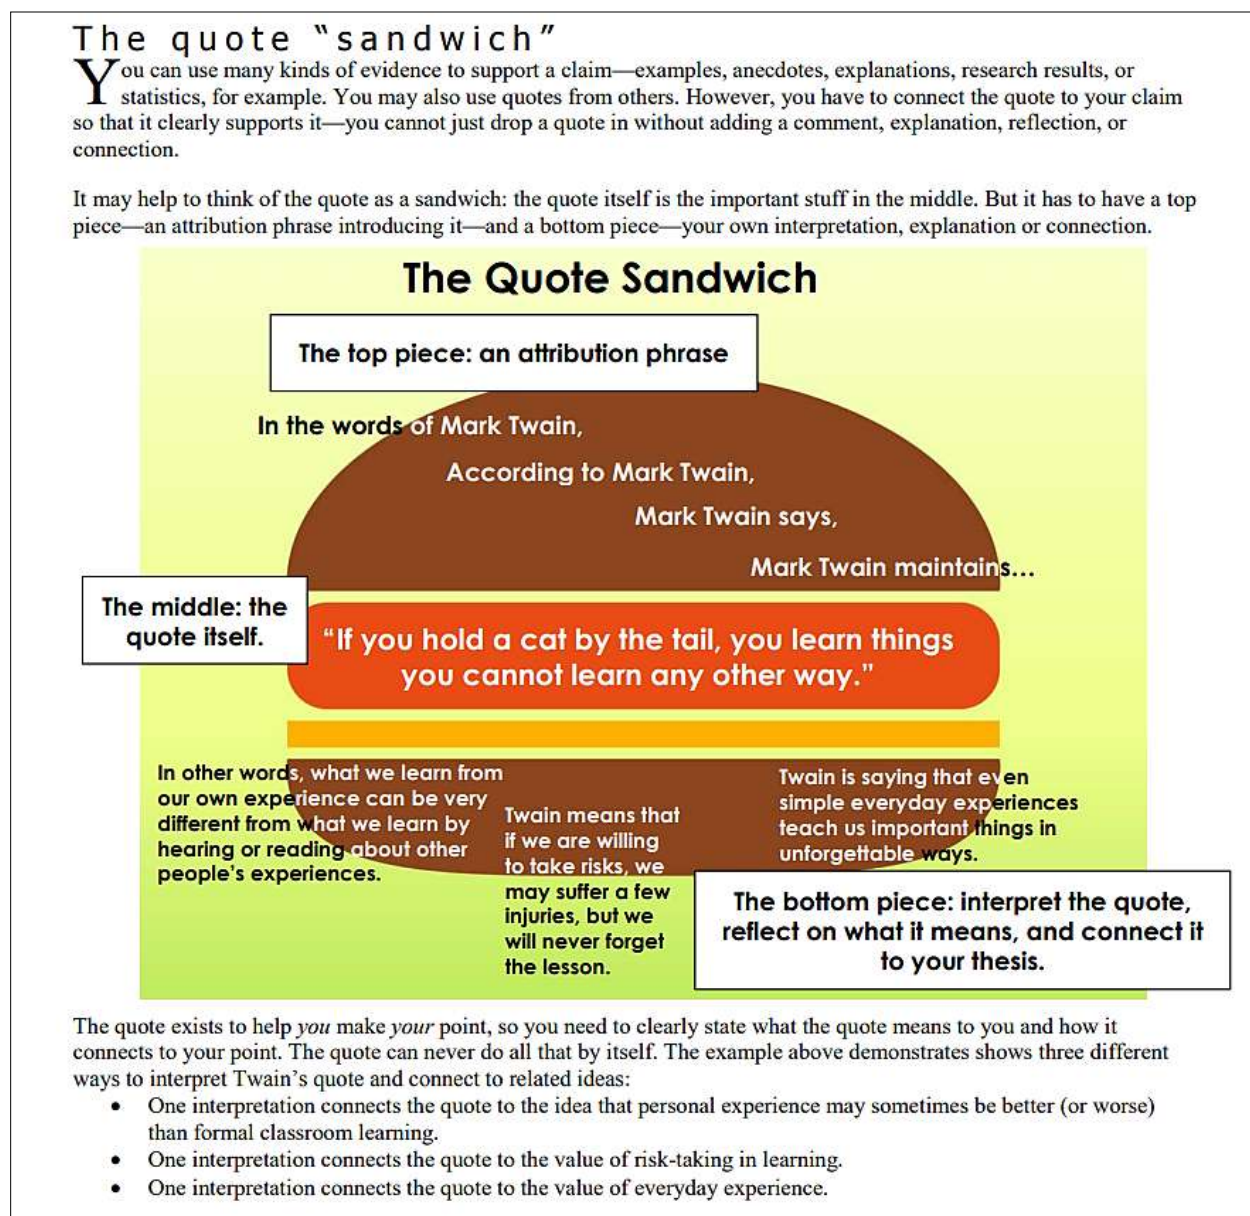 The quote “sandwich”
You can use many kinds of evidence to support a claim—examples, anecdotes, explanations, research results, or
statistics, for example. You may also use quotes from others. However, you have to connect the quote to your claim
so that it clearly supports it—you cannot just drop a quote in without adding a comment, explanation, reflection, or
connection.
It may help to think of the quote as a sandwich: the quote itself is the important stuff in the middle. But it has to have a top
piece—an attribution phrase introducing it—and a bottom piece—your own interpretation, explanation or connection.
The Quote Sandwich
The top piece: an attribution phrase
In the words of Mark Twain,
According to Mark Twain,
Mark Twain says,
Mark Twain maintains...
The middle: the
quote itself.
“If you hold a cat by the tail, you learn things
you cannot learn any other way.”
In other words, what we learn from
our own experience can be very
different from what we learn by
hearing or reading about other
people’s experiences.
Twain means that
if we are willing
to take risks, we
may suffer a few
injuries, but we
will never forget
the lesson.
Twain is saying that even
simple everyday experiences
teach us important things in
unforgettable ways.
The bottom piece: interpret the quote,
reflect on what it means, and connect it
to your thesis.
The quote exists to help you make your point, so you need to clearly state what the quote means to you and how it
connects to your point. The quote can never do all that by itself. The example above demonstrates shows three different
ways to interpret Twain’s quote and connect to related ideas:
• One interpretation connects the quote to the idea that personal experience may sometimes be better (or worse)
than formal classroom learning.
• One interpretation connects the quote to the value of risk-taking in learning.
• One interpretation connects the quote to the value of everyday experience.